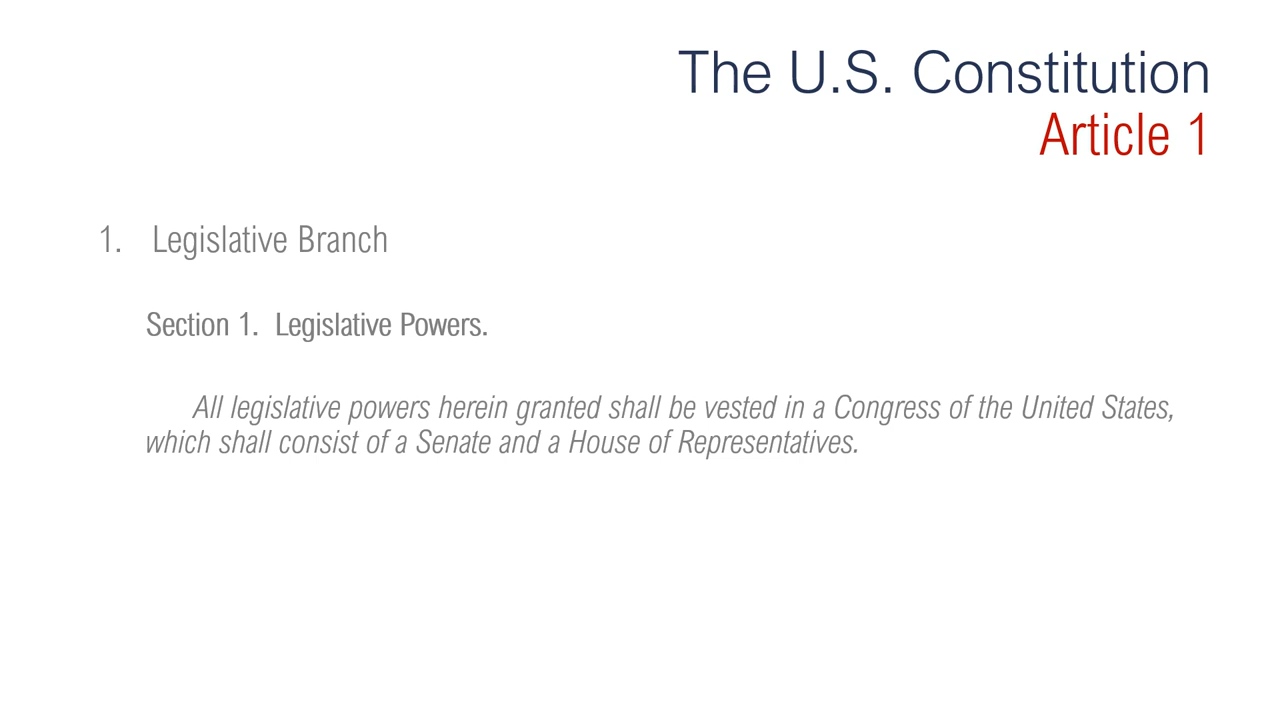 The U.S. Constitution
Article 1
1. Legislative Branch
Section 1. Legislative Powers.
All legislative powers herein granted shall be vested in a Congress of the United States,
which shall consist of a Senate and a House of Representatives.